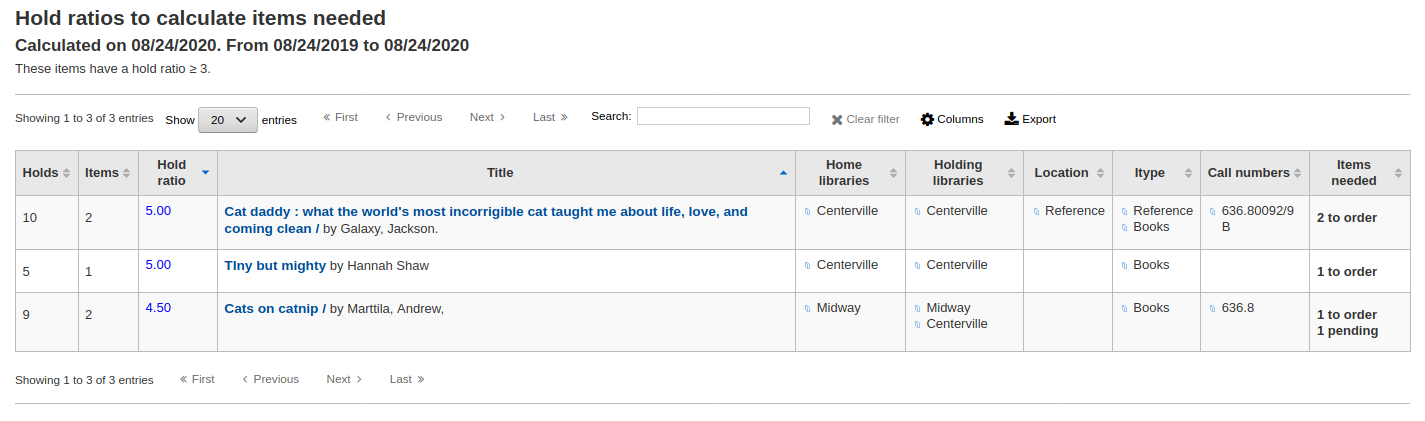 Hold ratios to calculate items needed
Calculated on 08/24/2020. From 08/24/2019 to 08/24/2020
These items have a hold ratio ≥ 3.
Showing 1 to 3 of 3 entries Show 20 entries « First ‹ Previous Next › Last » Search: Clear filter Columns Export
Holds Items Hold ratio Title Home libraries Holding libraries Location Itype Call numbers Items needed
10 2 5.00 Cat daddy : what the world's most incorrigible cat taught me about life, love, and coming clean / by Galaxy, Jackson. Centerville Centerville Reference Reference Books 636.80092/9 B 2 to order
5 1 5.00 TIny but mighty by Hannah Shaw Centerville Centerville Books 1 to order
9 2 4.50 Cats on catnip / by Marttila, Andrew, Midway Midway Centerville Books 636.8 1 to order 1 pending
Showing 1 to 3 of 3 entries « First ‹ Previous Next › Last »